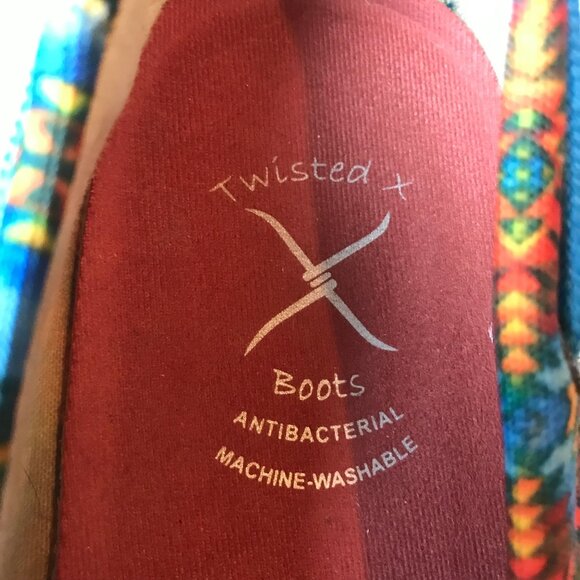 Twisted X
Boots
ANTIBACTERIAL
MACHINE-WASHABLE